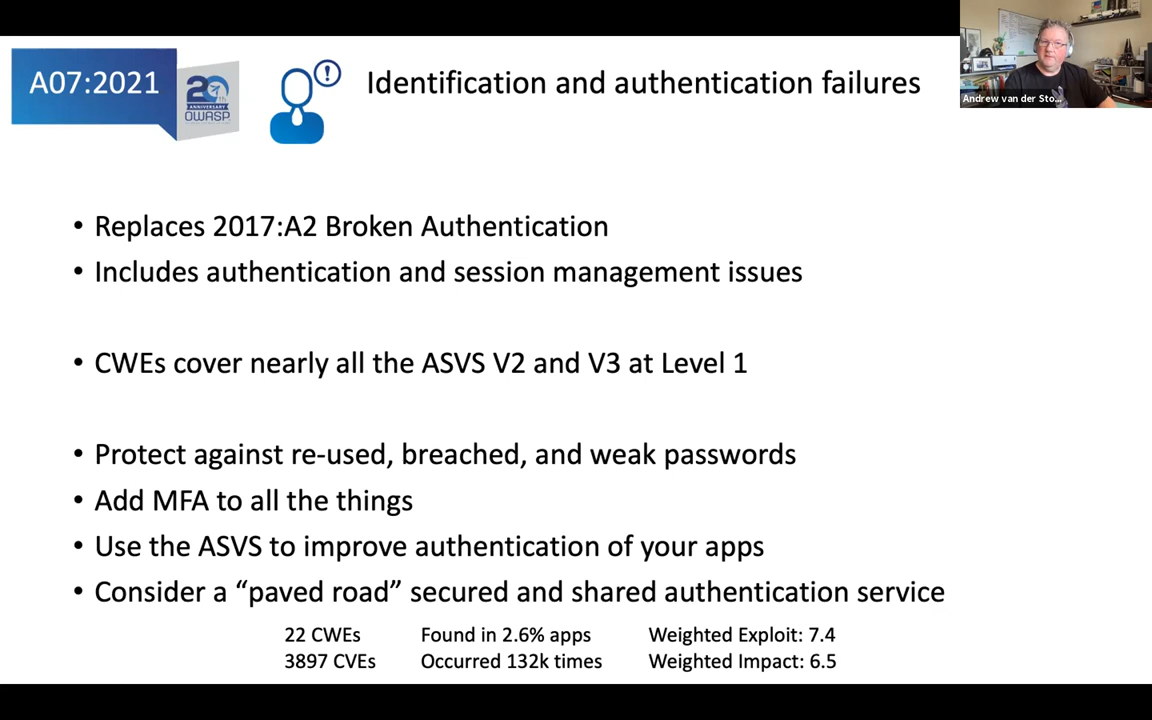 A07:2021
20th
ANNIVERSARY
OWASP
Identification and authentication failures
Andrew van der Sto...
• Replaces 2017:A2 Broken Authentication
• Includes authentication and session management issues
• CWEs cover nearly all the ASVS V2 and V3 at Level 1
• Protect against re-used, breached, and weak passwords
• Add MFA to all the things
• Use the ASVS to improve authentication of your apps
• Consider a “paved road” secured and shared authentication service
22 CWEs Found in 2.6% apps Weighted Exploit: 7.4
3897 CVEs Occurred 132k times Weighted Impact: 6.5